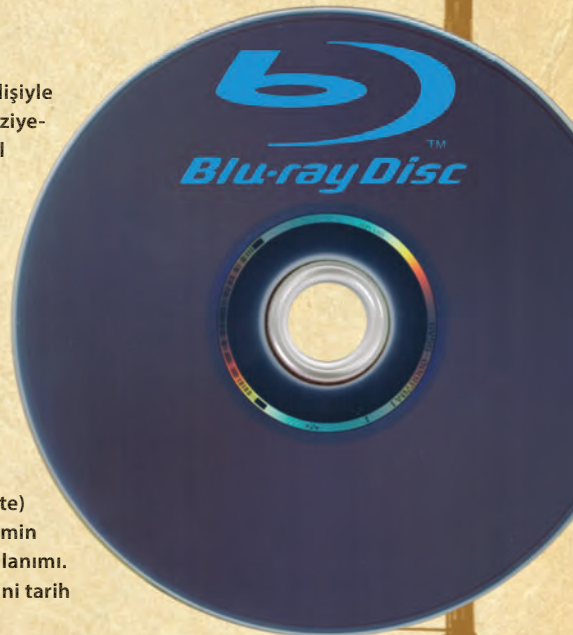 lişiyle
ziye-
l
TM
Blu-ray Disc
te)
min
lanımı.
ni tarih